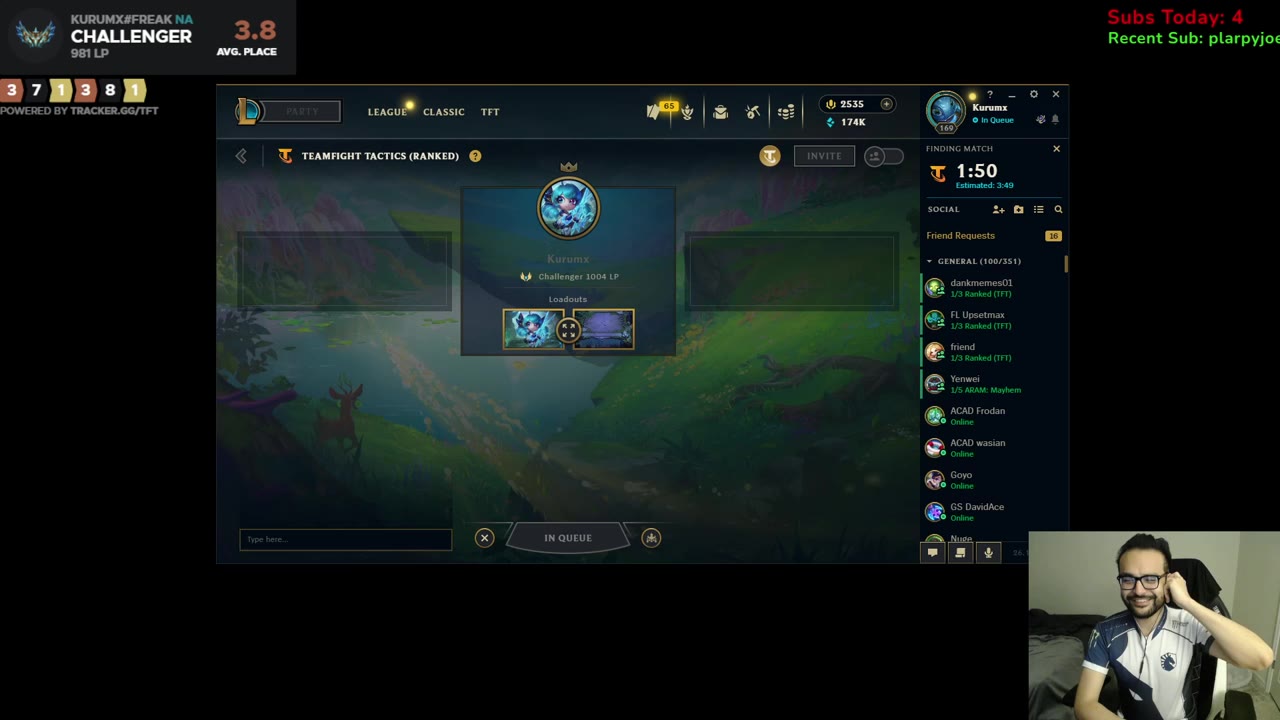 KURUMX#FREAK NA
CHALLENGER
981 LP
3.8
AVG. PLACE
3 7 1 3 8 1
POWERED BY TRACKER.GG/TFT
Subs Today: 4
Recent Sub: plarpyjoe
PARTY
LEAGUE
CLASSIC
TFT
65
2535
174K
169
Kurumx
In Queue
TEAMFIGHT TACTICS (RANKED)
INVITE
FINDING MATCH
1:50
Estimated: 3:49
SOCIAL
Friend Requests
16
GENERAL (100/351)
dankmemes01
1/3 Ranked (TFT)
FL Upsetmax
1/3 Ranked (TFT)
friend
1/3 Ranked (TFT)
Yenwei
1/5 ARAM: Mayhem
ACAD Frodan
Online
ACAD wasian
Online
Goyo
Online
GS DavidAce
Online
Nuge
Kurumx
Challenger 1004 LP
Loadouts
Type here...
IN QUEUE